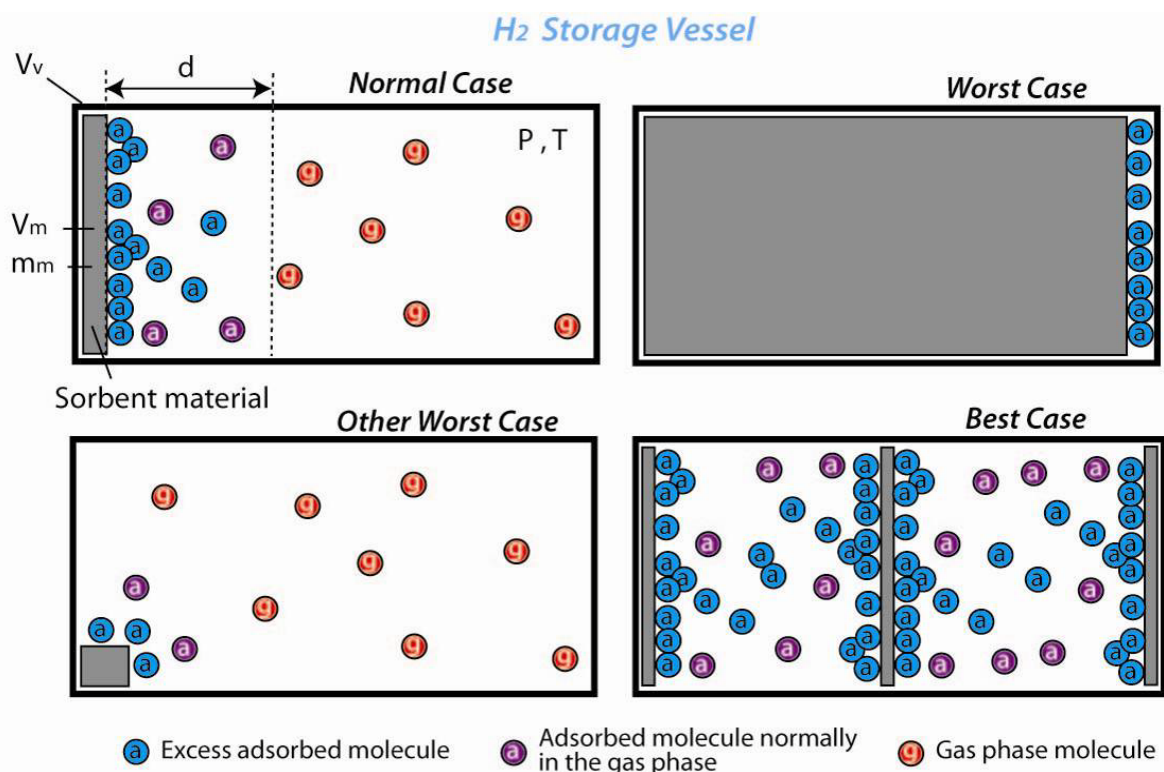 H2 Storage Vessel
Vv
d
Normal Case
Worst Case
P , T
Vm
mm
Sorbent material
Other Worst Case
Best Case
a a a a a a a a a a a a a a a a a
g g g g g g g g
a a a a a a a a
a a a a a
g g g g g g g g
a Excess adsorbed molecule
a Adsorbed molecule normally
in the gas phase
g Gas phase molecule